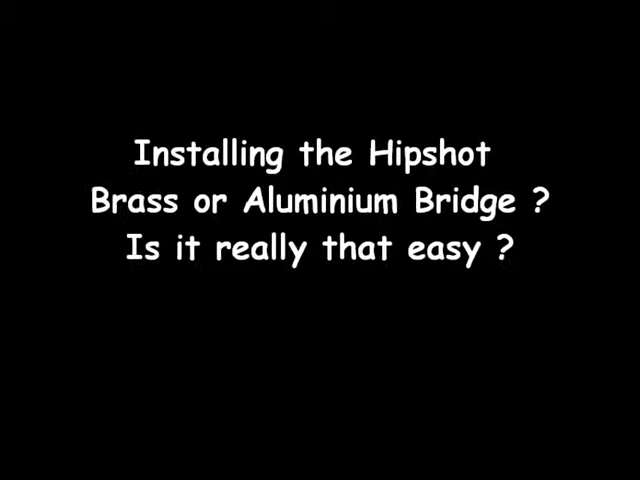 Installing the Hipshot
Brass or Aluminium Bridge ?
Is it really that easy ?